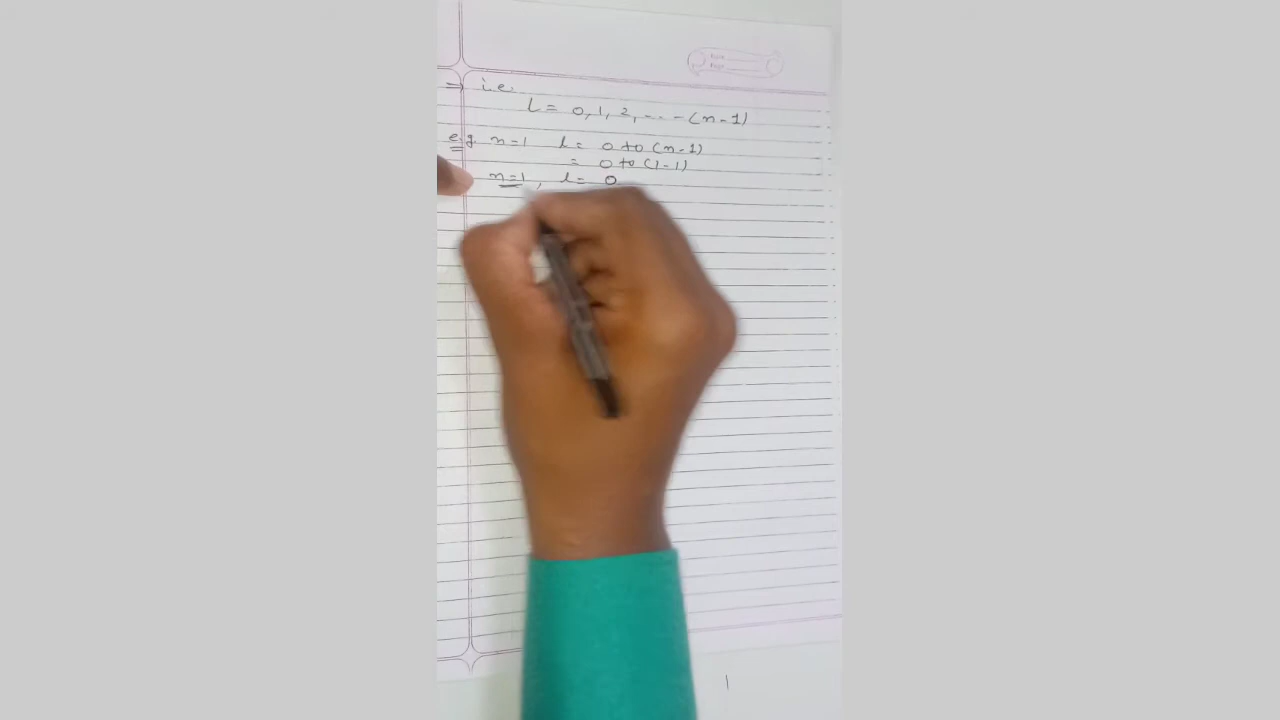 ⇒ i.e.
l = 0, 1, 2, ... - (n-1)
e.g. n=1 l = 0 to (n-1)
= 0 to (1-1)
n=1, l = 0